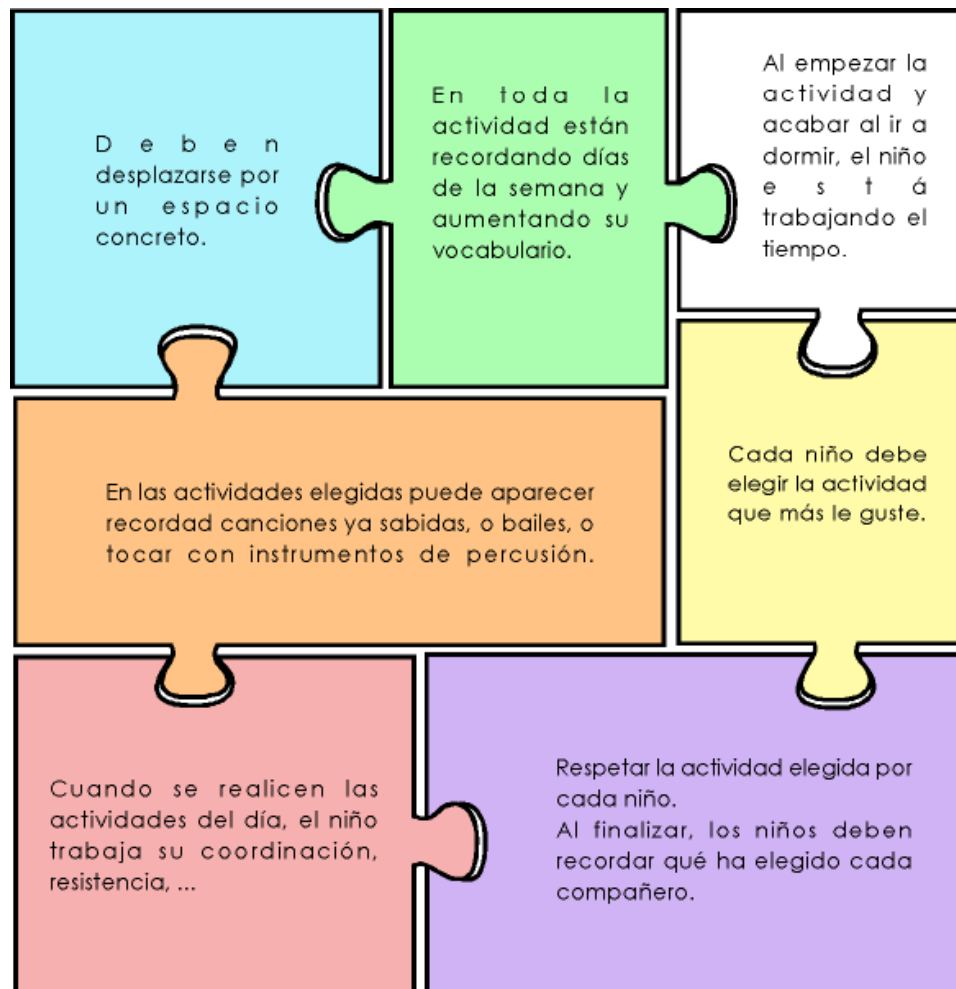 Deben
desplazarse por
un espacio
concreto.
En toda la
actividad están
recordando días
de la semana y
aumentando su
vocabulario.
Al empezar la
actividad y
acabar al ir a
dormir, el niño
está
trabajando el
tiempo.
En las actividades elegidas puede aparecer
recordad canciones ya sabidas, o bailes, o
tocar con instrumentos de percusión.
Cada niño debe
elegir la actividad
que más le guste.
Cuando se realicen las
actividades del día, el niño
trabaja su coordinación,
resistencia, ...
Respetar la actividad elegida por
cada niño.
Al finalizar, los niños deben
recordar qué ha elegido cada
compañero.